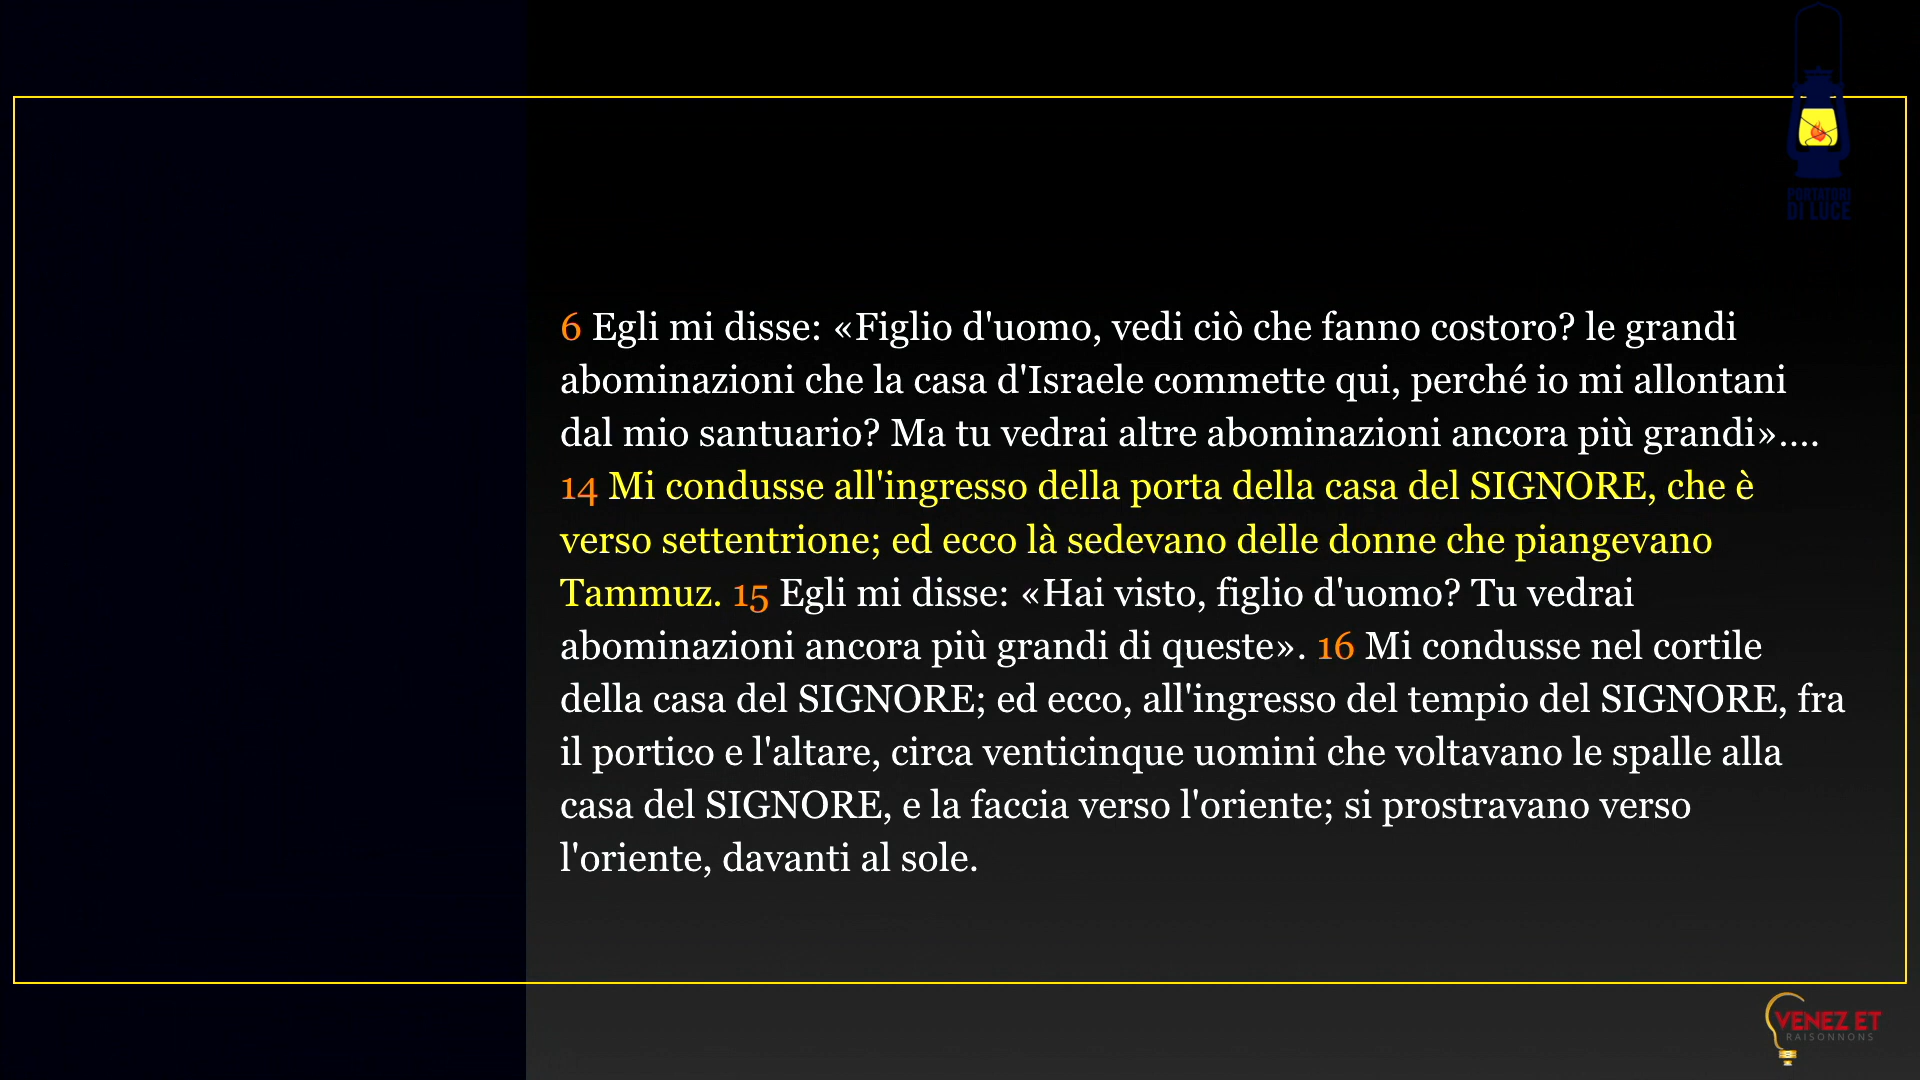 PORTATORI
DI LUCE
6 Egli mi disse: «Figlio d'uomo, vedi ciò che fanno costoro? le grandi
abominazioni che la casa d'Israele commette qui, perché io mi allontani
dal mio santuario? Ma tu vedrai altre abominazioni ancora più grandi»....
14 Mi condusse all'ingresso della porta della casa del SIGNORE, che è
verso settentrione; ed ecco là sedevano delle donne che piangevano
Tammuz. 15 Egli mi disse: «Hai visto, figlio d'uomo? Tu vedrai
abominazioni ancora più grandi di queste». 16 Mi condusse nel cortile
della casa del SIGNORE; ed ecco, all'ingresso del tempio del SIGNORE, fra
il portico e l'altare, circa venticinque uomini che voltavano le spalle alla
casa del SIGNORE, e la faccia verso l'oriente; si prostravano verso
l'oriente, davanti al sole.
VENEZ ET
RAISONNONS